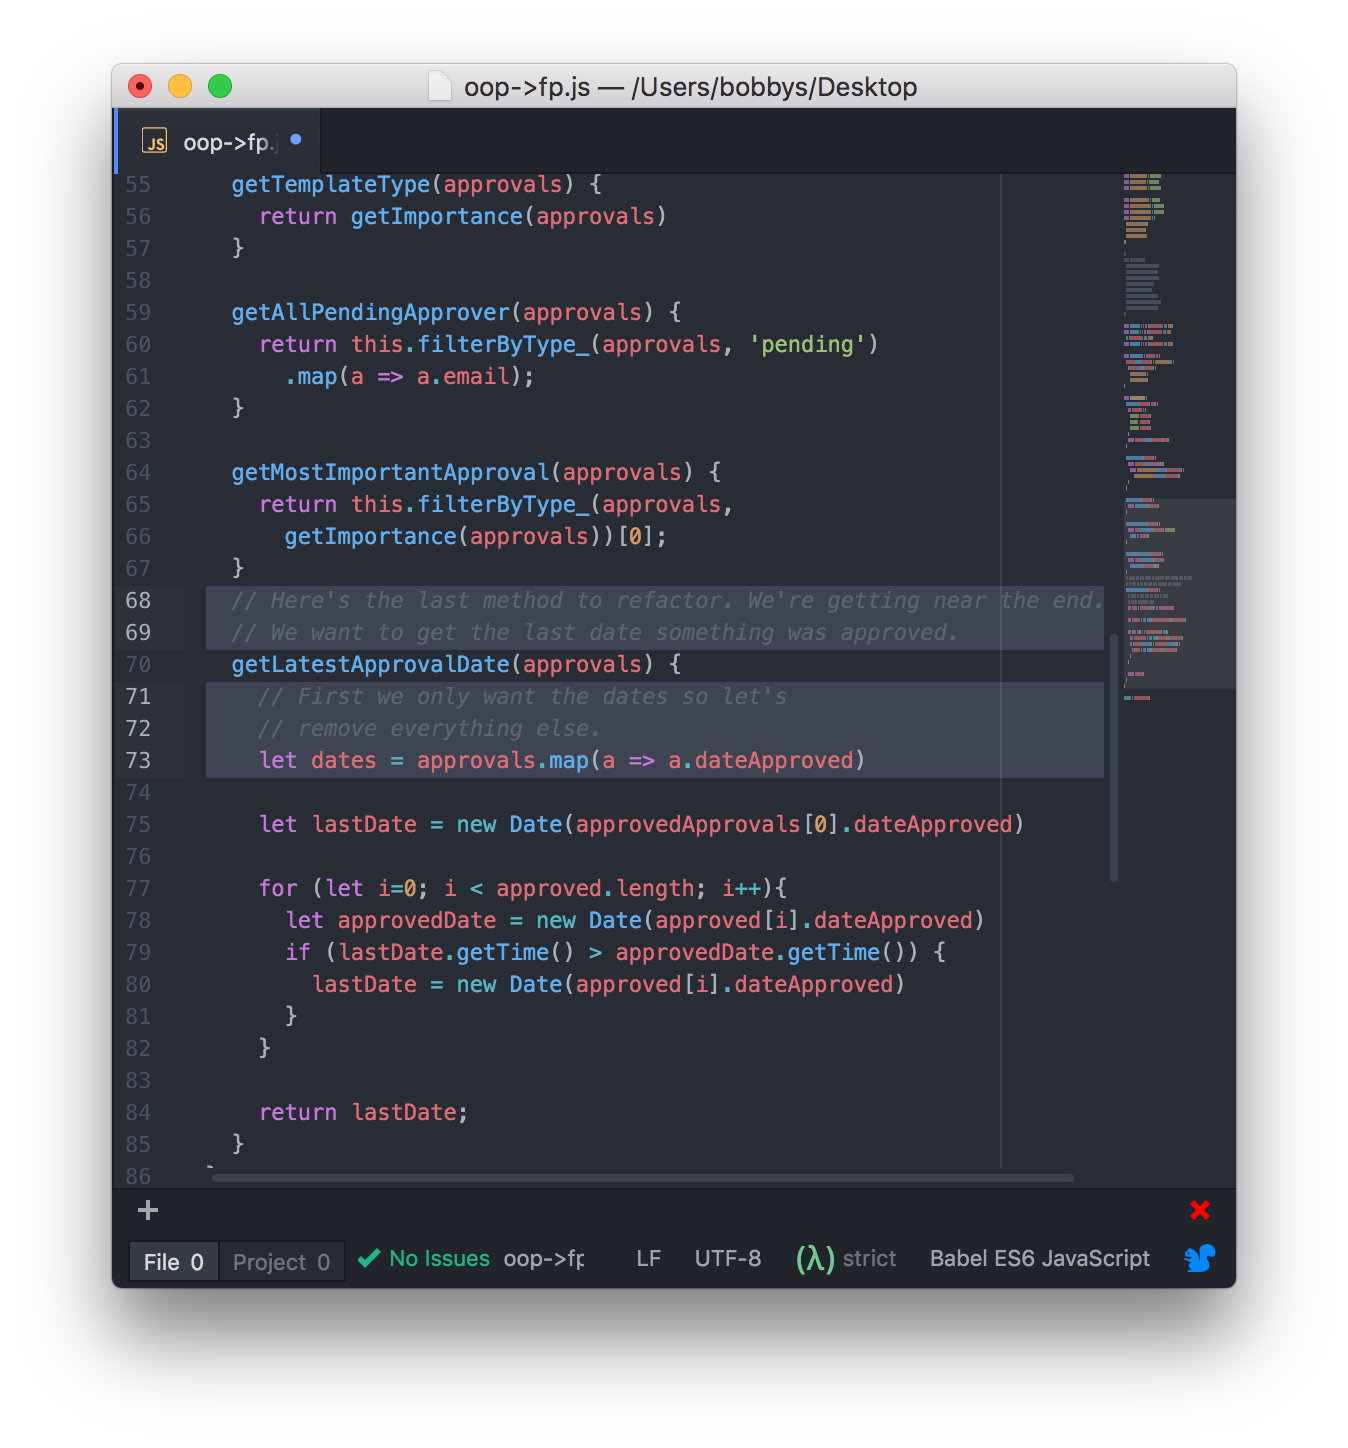 oop->fp.js — /Users/bobbys/Desktop
JS oop->fp.j
55 getTemplateType(approvals) {
56 return getImportance(approvals)
57 }
58
59 getAllPendingApprover(approvals) {
60 return this.filterByType_(approvals, 'pending')
61 .map(a => a.email);
62 }
63
64 getMostImportantApproval(approvals) {
65 return this.filterByType_(approvals,
66 getImportance(approvals))[0];
67 }
68 // Here's the last method to refactor. We're getting near the end.
69 // We want to get the last date something was approved.
70 getLatestApprovalDate(approvals) {
71 // First we only want the dates so let's
72 // remove everything else.
73 let dates = approvals.map(a => a.dateApproved)
74
75 let lastDate = new Date(approvedApprovals[0].dateApproved)
76
77 for (let i=0; i < approved.length; i++){
78 let approvedDate = new Date(approved[i].dateApproved)
79 if (lastDate.getTime() > approvedDate.getTime()) {
80 lastDate = new Date(approved[i].dateApproved)
81 }
82 }
83
84 return lastDate;
85 }
86
File 0 Project 0 No Issues oop->fp LF UTF-8 (λ) strict Babel ES6 JavaScript